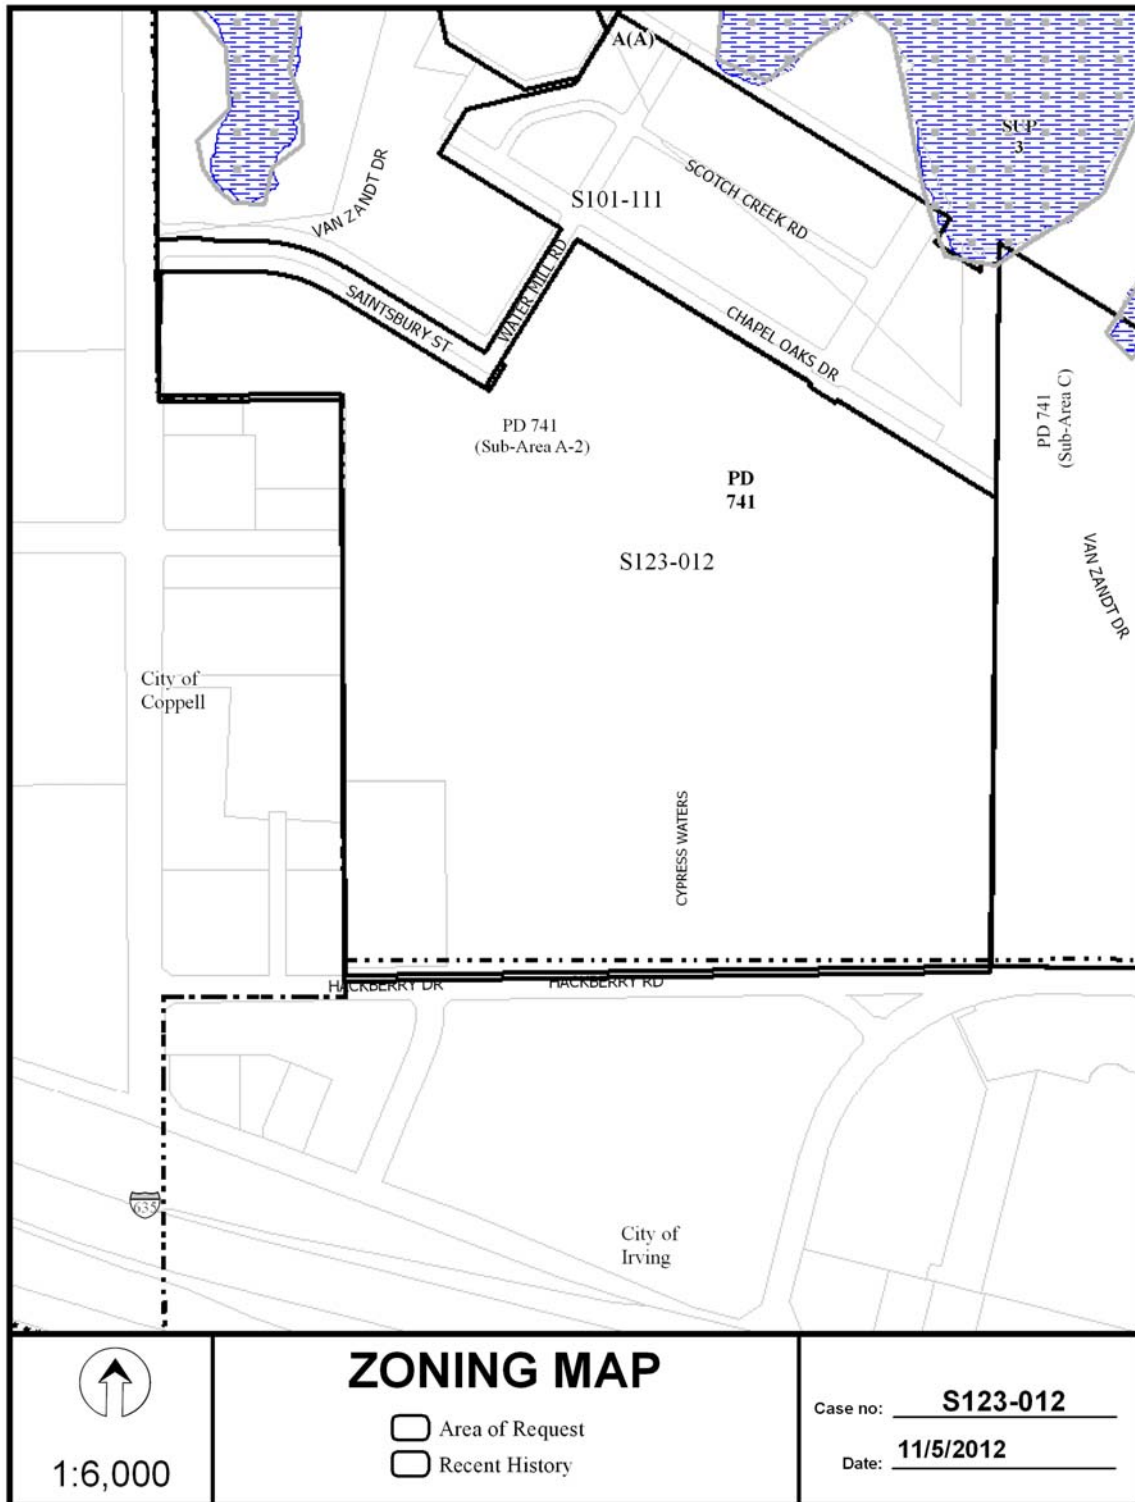 A(A)
SUP
3
VAN ZANDT DR
S101-111
SCOTCH CREEK RD
WATER MILL RD
SAINTSBURY ST
CHAPEL OAKS DR
PD 741
(Sub-Area A-2)
PD 741
(Sub-Area C)
PD
741
S123-012
VAN ZANDT DR
City of
Coppell
CYPRESS WATERS
HACKBERRY DR
HACKBERRY RD
635
City of
Irving
1:6,000
ZONING MAP
Area of Request
Recent History
Case no: S123-012
Date: 11/5/2012